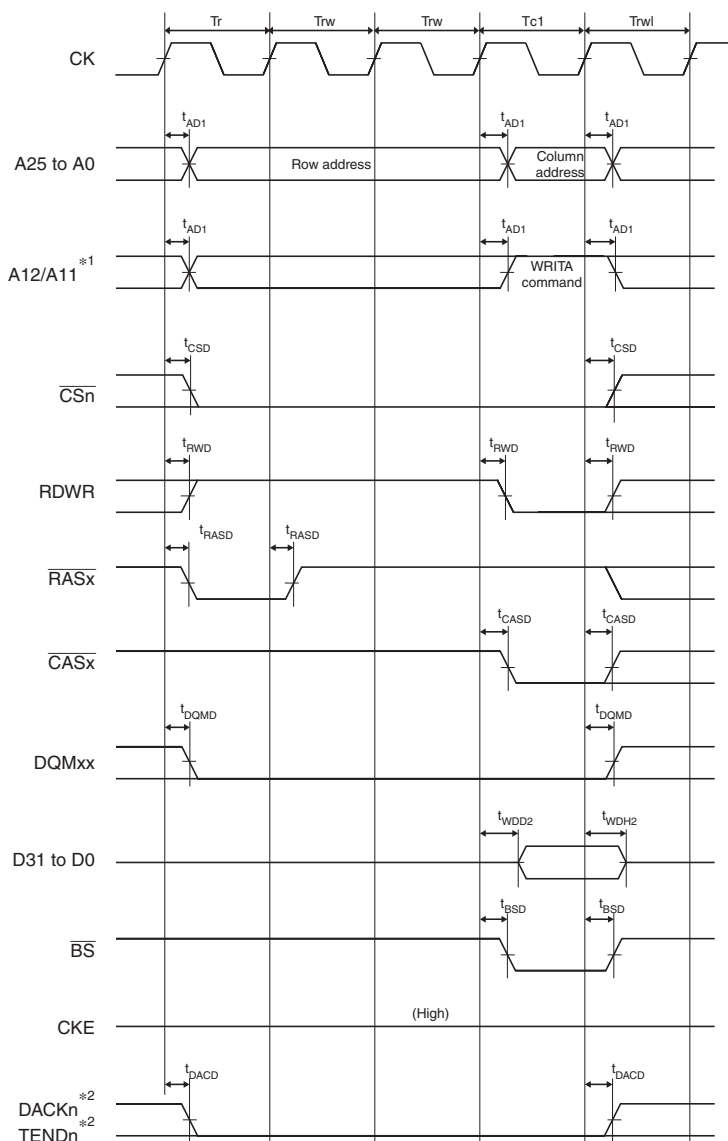 Tr Trw Trw Tc1 Trwl
CK
tAD1 tAD1 tAD1
A25 to A0 Row address Column address
tAD1 tAD1 tAD1
A12/A11 *1 WRITA command
tCSD tCSD
CSn
tRWD tRWD tRWD
RDWR
tRASD tRASD
RASx
tCASD tCASD
CASx
tDQMD tDQMD
DQMxx
tWDD2 tWDH2
D31 to D0
tBSD tBSD
BS
(High)
CKE
tDACD tDACD
DACKn *2
TENDn *2